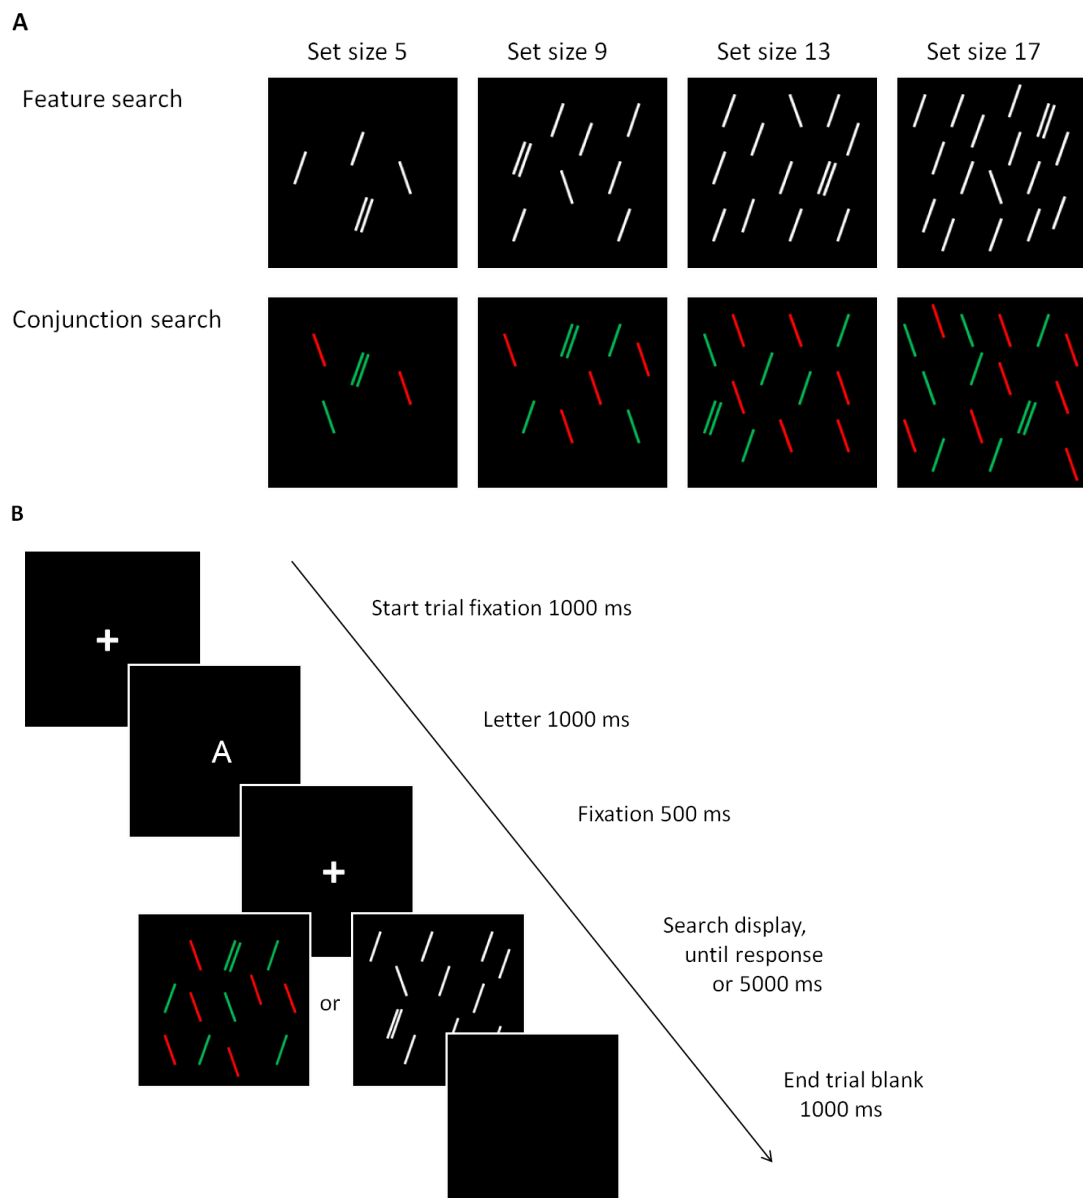 A
Set size 5
Set size 9
Set size 13
Set size 17
Feature search
Conjunction search
B
Start trial fixation 1000 ms
A
Letter 1000 ms
Fixation 500 ms
Search display,
until response
or 5000 ms
or
End trial blank
1000 ms